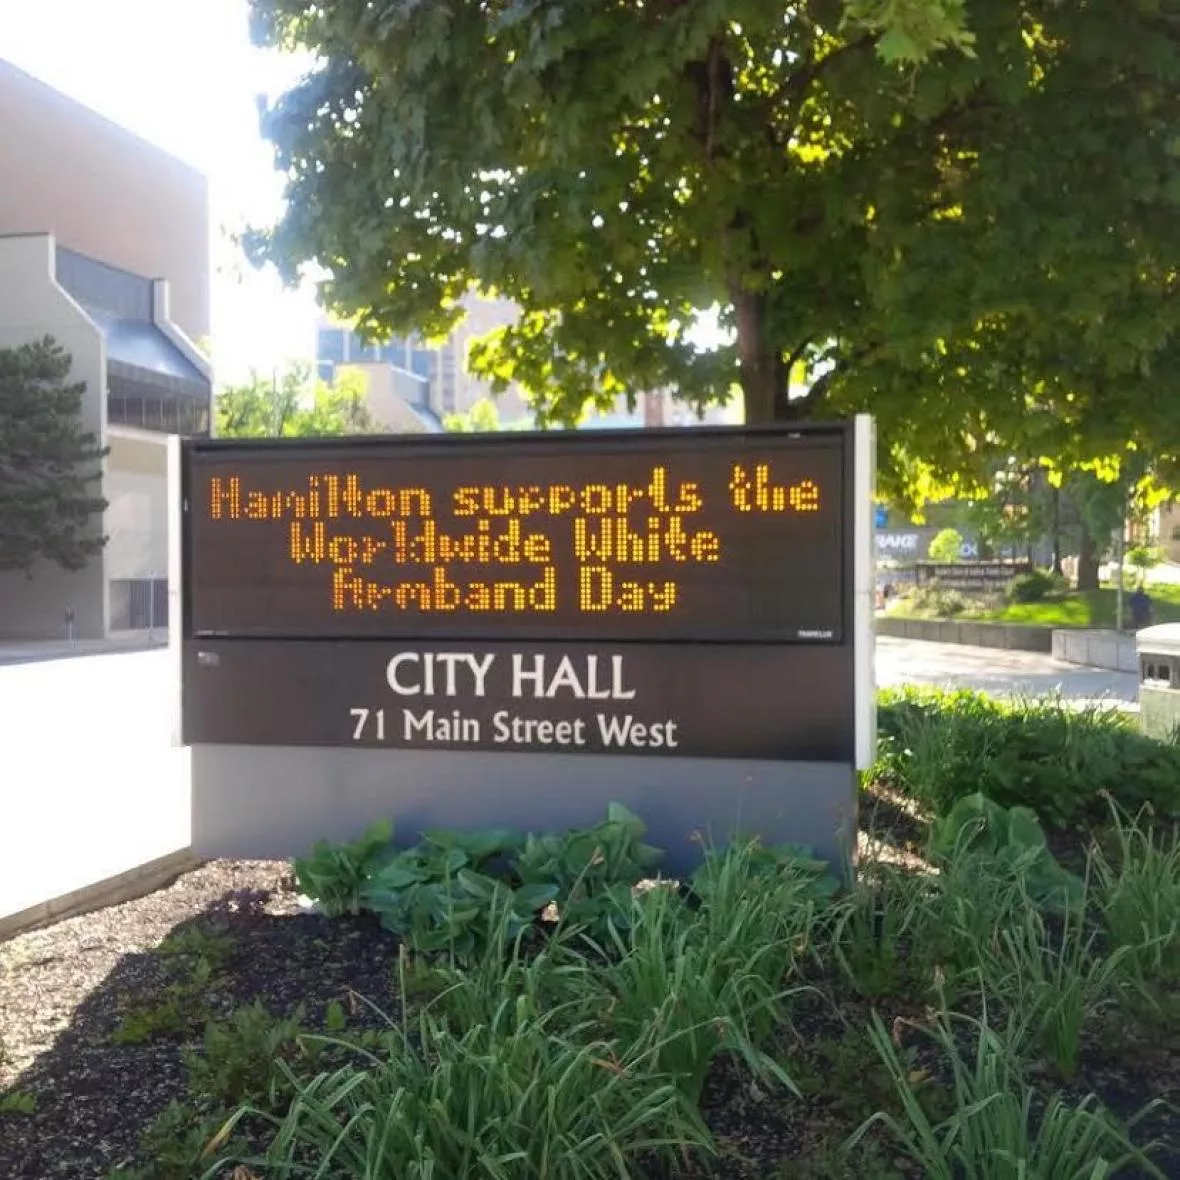 Hamilton supports the
Worldwide White
Armband Day
CITY HALL
71 Main Street West